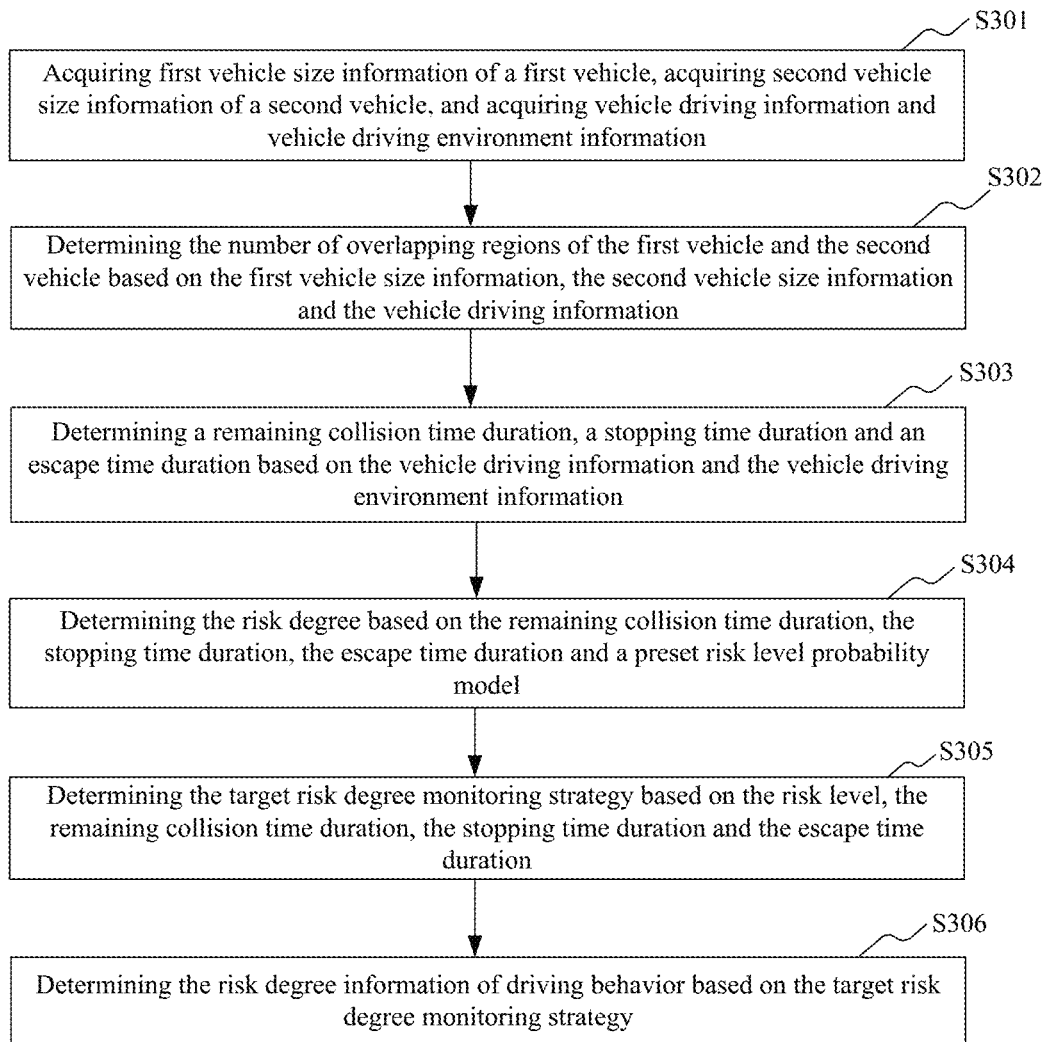 S301
Acquiring first vehicle size information of a first vehicle, acquiring second vehicle
size information of a second vehicle, and acquiring vehicle driving information and
vehicle driving environment information
S302
Determining the number of overlapping regions of the first vehicle and the second
vehicle based on the first vehicle size information, the second vehicle size information
and the vehicle driving information
S303
Determining a remaining collision time duration, a stopping time duration and an
escape time duration based on the vehicle driving information and the vehicle driving
environment information
S304
Determining the risk degree based on the remaining collision time duration, the
stopping time duration, the escape time duration and a preset risk level probability
model
S305
Determining the target risk degree monitoring strategy based on the risk level, the
remaining collision time duration, the stopping time duration and the escape time
duration
S306
Determining the risk degree information of driving behavior based on the target risk
degree monitoring strategy